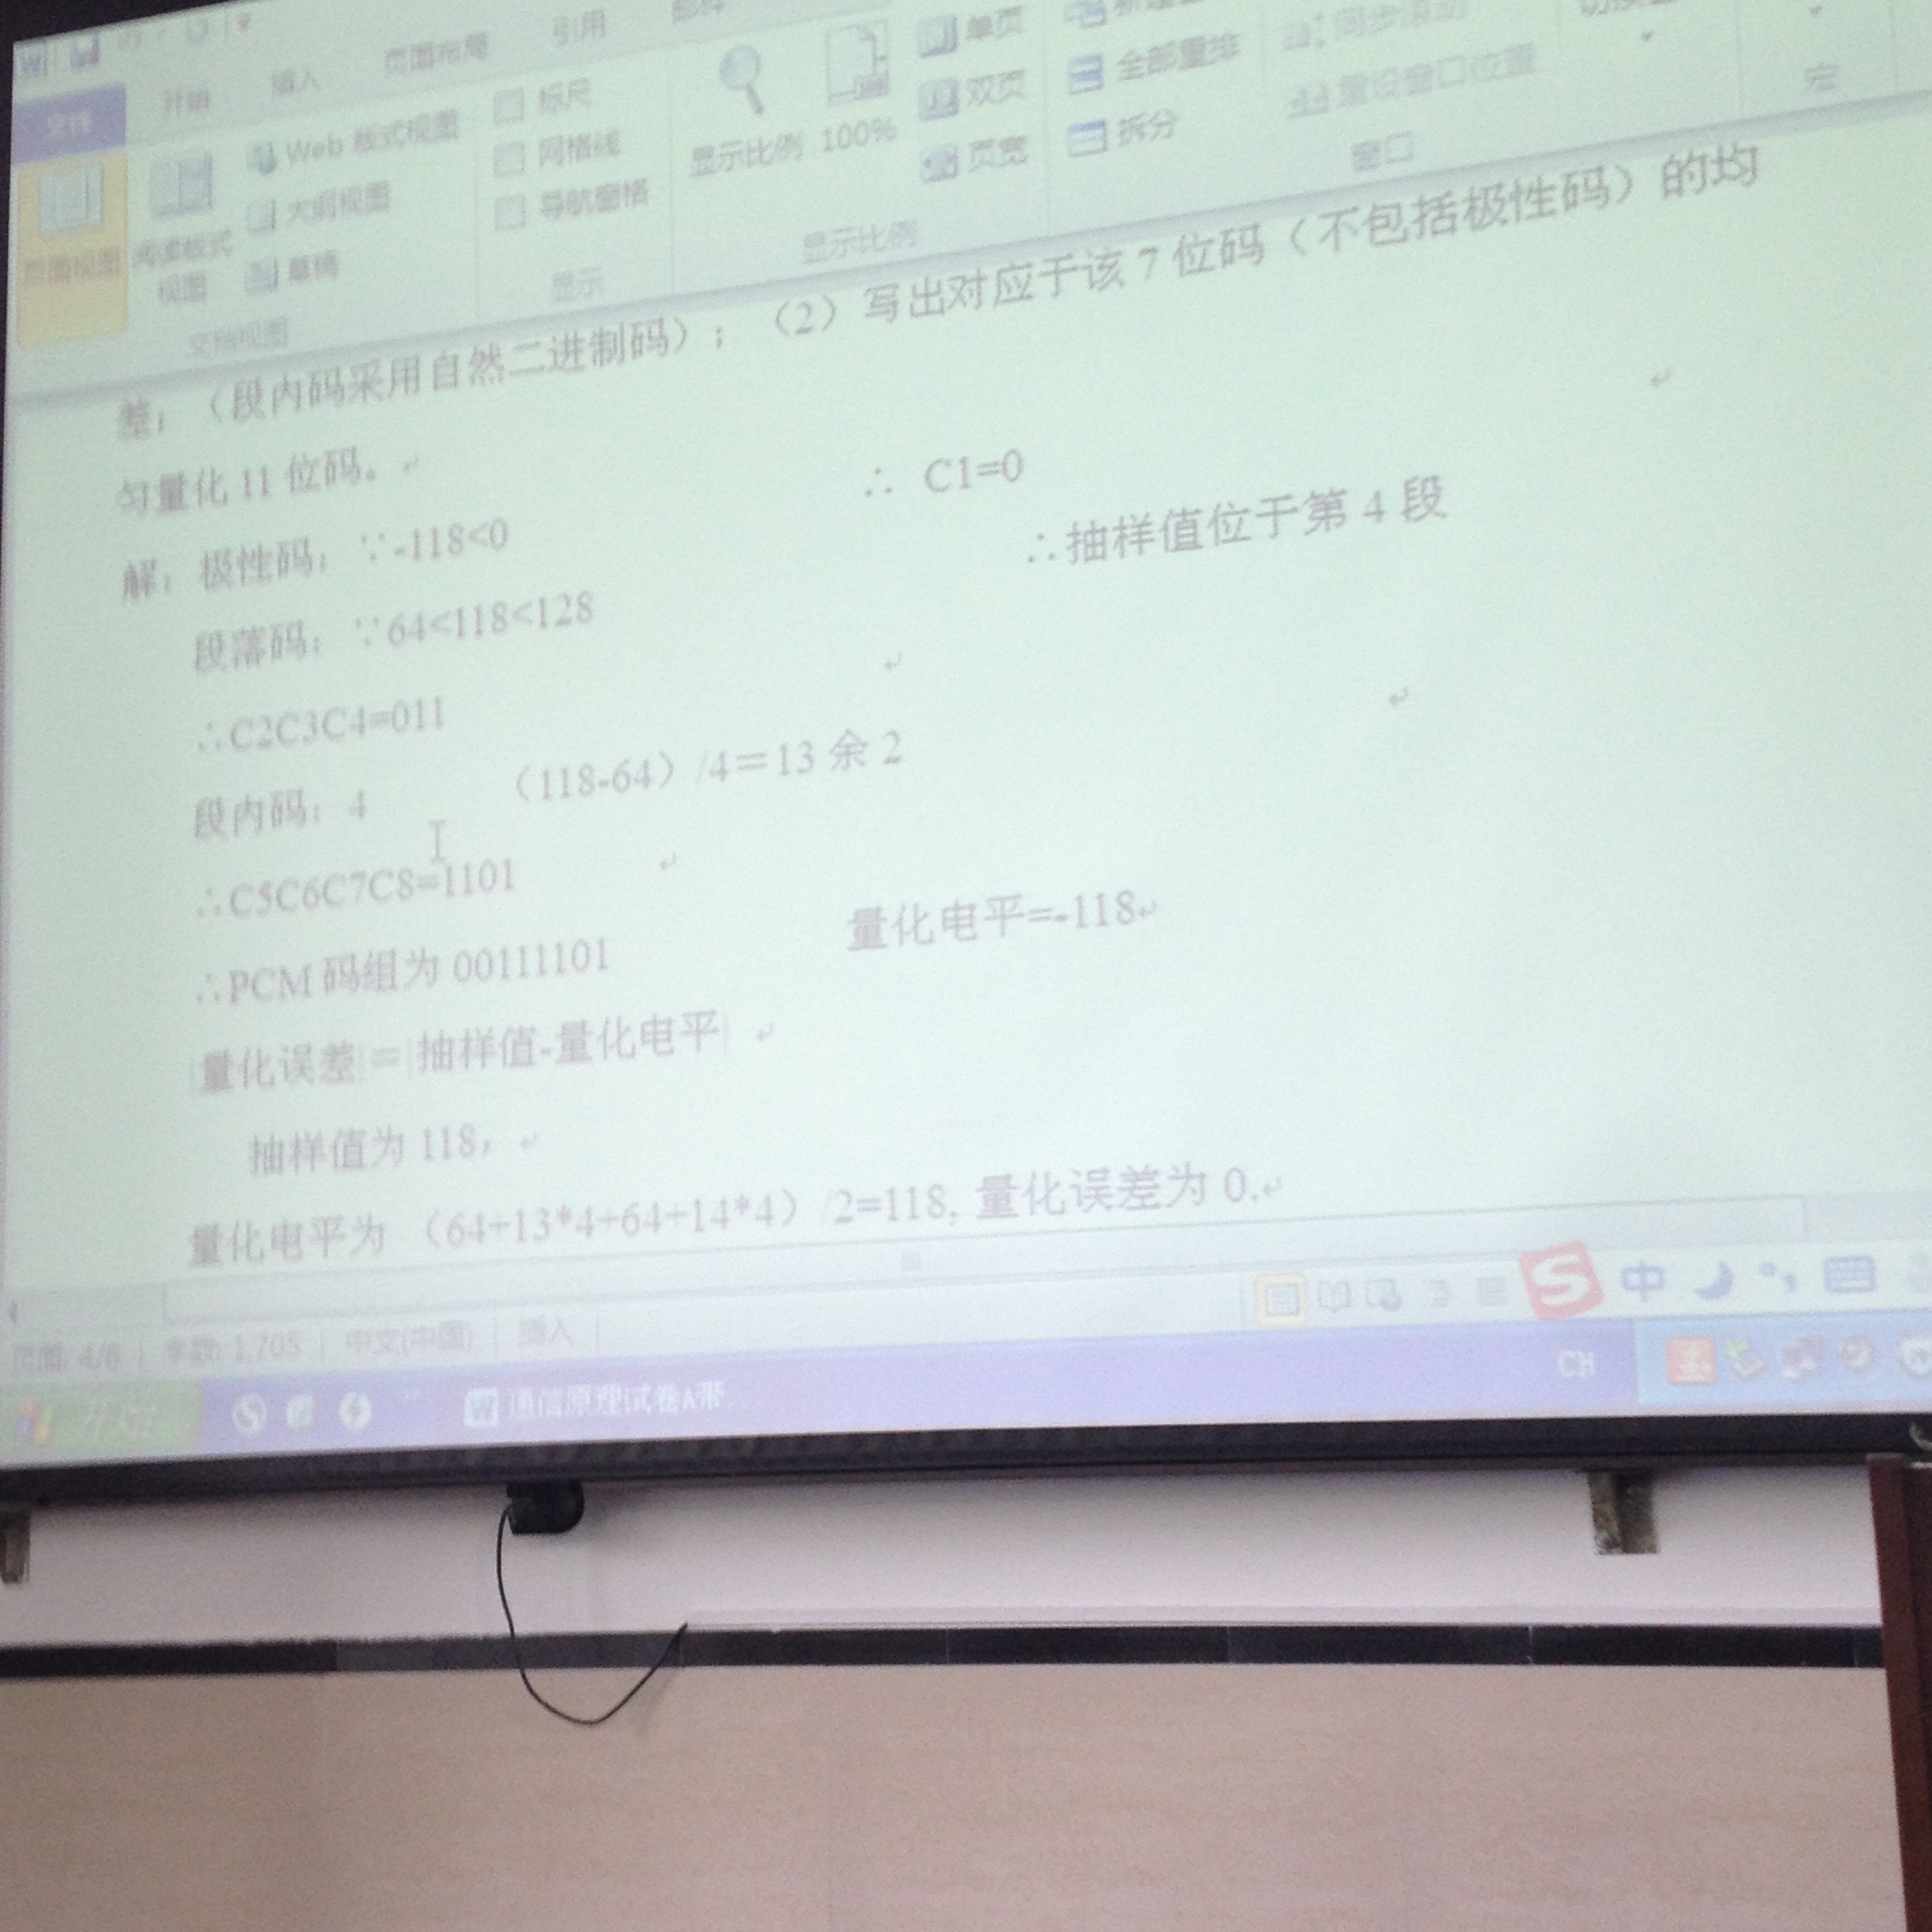 文件
开始
插入
页面布局
引用
邮件
页面视图
阅读版式
视图
Web 版式视图
大纲视图
草稿
文档视图
标尺
网格线
导航窗格
显示
显示比例
100%
单页
双页
页宽
显示比例
全部重排
拆分
同步滚动
重设窗口位置
窗口
宏
差；（段内码采用自然二进制码）；（2）写出对应于该 7 位码（不包括极性码）的均
匀量化 11 位码。
解：极性码：∵-118<0 ∴ C1=0
段落码：∵64<118<128 ∴抽样值位于第 4 段
∴C2C3C4=011
段内码：4 （118-64）/4＝13 余 2
∴C5C6C7C8=1101
∴PCM 码组为 00111101 量化电平=-118
|量化误差|＝|抽样值-量化电平|
抽样值为 118，
量化电平为 （64+13*4+64+14*4）/2=118, 量化误差为 0.
页面: 4/6
字数: 1,705
中文(中国)
插入
中
开始
通信原理试卷A带
CH